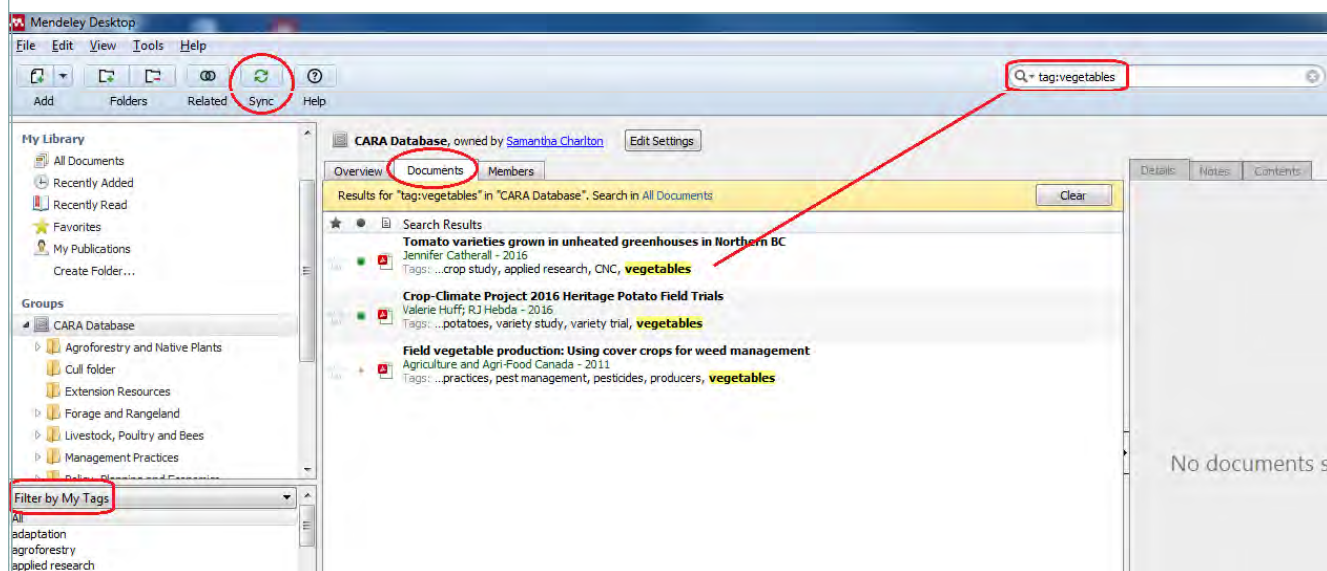 Mendeley Desktop
File Edit View Tools Help
Add Folders Related Sync Help
tag:vegetables
My Library
All Documents
Recently Added
Recently Read
Favorites
My Publications
Create Folder...
Groups
CARA Database
Agroforestry and Native Plants
Cull folder
Extension Resources
Forage and Rangeland
Livestock, Poultry and Bees
Management Practices
Policy, Planning and Economics
Filter by My Tags
All
adaptation
agroforestry
applied research
CARA Database, owned by Samantha Charlton Edit Settings
Overview Documents Members
Results for "tag:vegetables" in "CARA Database". Search in All Documents Clear
Search Results
Tomato varieties grown in unheated greenhouses in Northern BC
Jennifer Catherall - 2016
Tags: ...crop study, applied research, CNC, vegetables
Crop-Climate Project 2016 Heritage Potato Field Trials
Valerie Huff; RJ Hebda - 2016
Tags: ...potatoes, variety study, variety trial, vegetables
Field vegetable production: Using cover crops for weed management
Agriculture and Agri-Food Canada - 2011
Tags: ...practices, pest management, pesticides, producers, vegetables
Details Notes Contents
No documents s